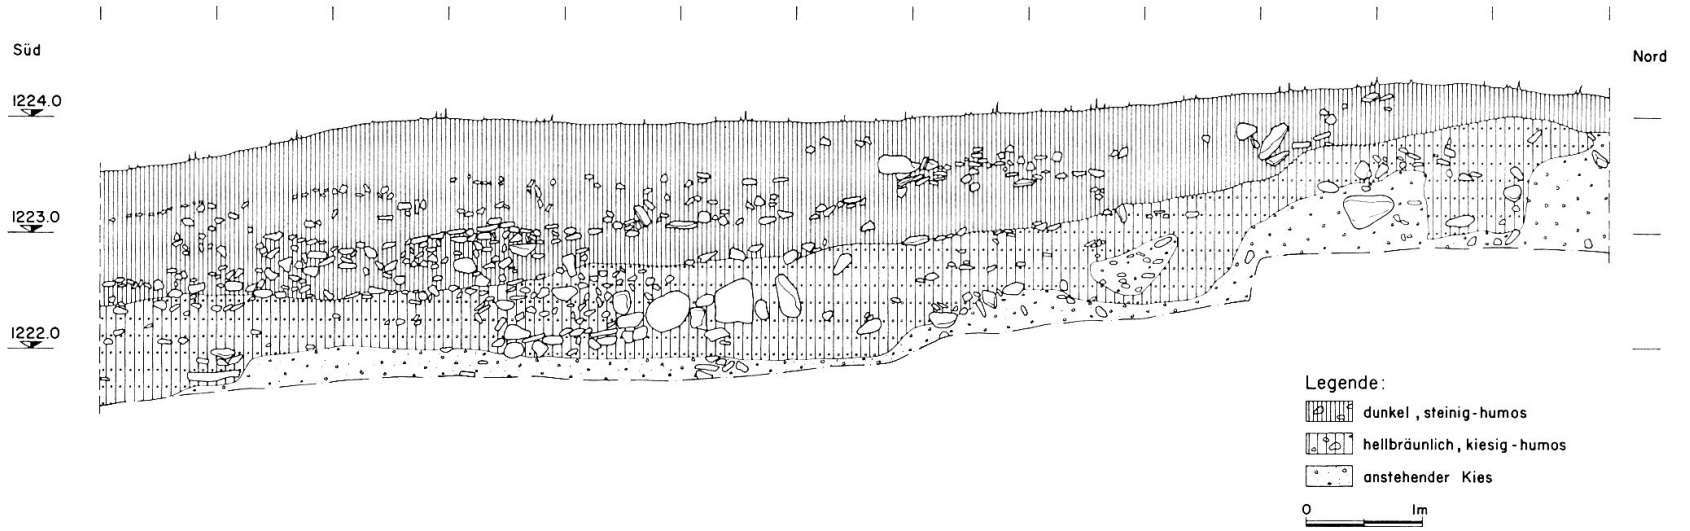 Süd
Nord
1224.0
1223.0
1222.0
Legende:
dunkel, steinig-humos
hellbräunlich, kiesig-humos
anstehender Kies
0 1m